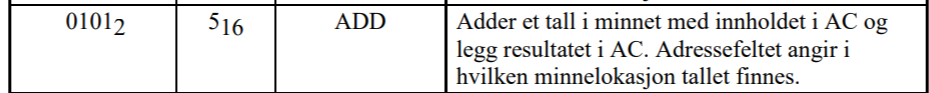 0101₂ 5₁₆ ADD Adder et tall i minnet med innholdet i AC og
legg resultatet i AC. Adressefeltet angir i
hvilken minnelokasjon tallet finnes.